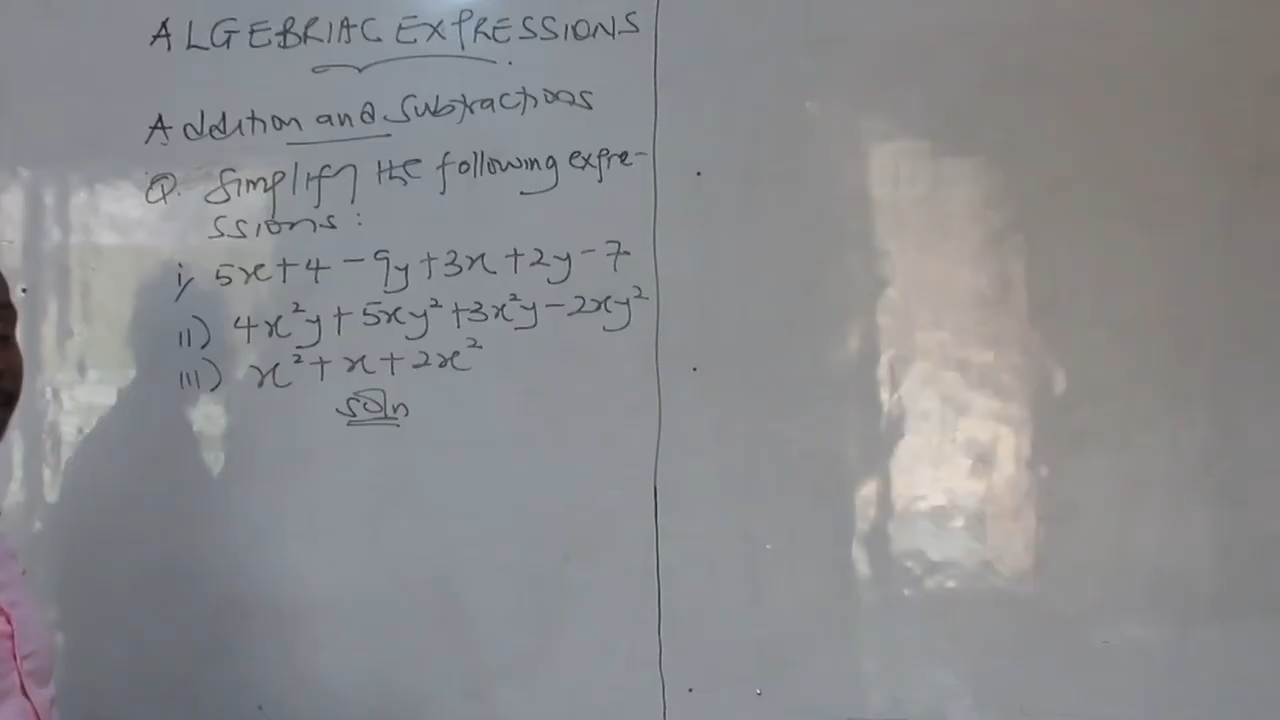 ALGEBRIAC EXPRESSIONS
Addition and Subtractions
Q. Simplify the following expre-
ssions:
i, 5x+4-9y+3x+2y-7
ii) 4x²y+5xy²+3x²y-2xy²
iii) x²+x+2x²
soln